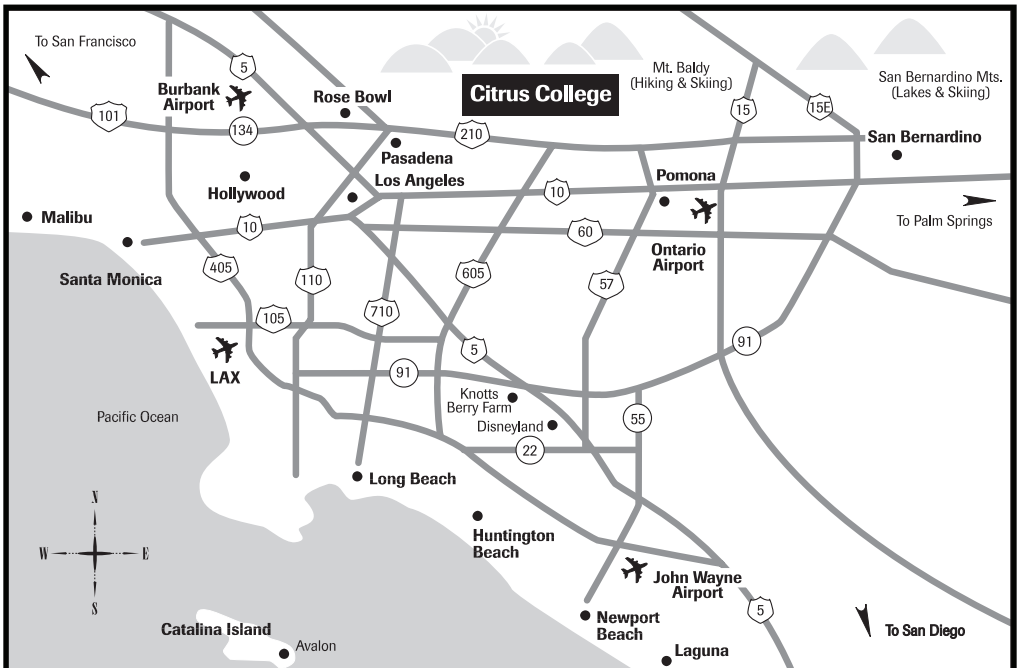 To San Francisco
Burbank
Airport
5
Rose Bowl
Citrus College
Mt. Baldy
(Hiking & Skiing)
San Bernardino Mts.
(Lakes & Skiing)
101
134
210
15
15E
San Bernardino
Pasadena
Hollywood
Los Angeles
10
Pomona
Malibu
10
60
To Palm Springs
Santa Monica
405
110
605
57
Ontario
Airport
105
710
5
91
LAX
91
Knotts
Berry Farm
Disneyland
55
Pacific Ocean
22
Long Beach
Huntington
Beach
N
W
E
S
John Wayne
Airport
5
Newport
Beach
To San Diego
Catalina Island
Avalon
Laguna